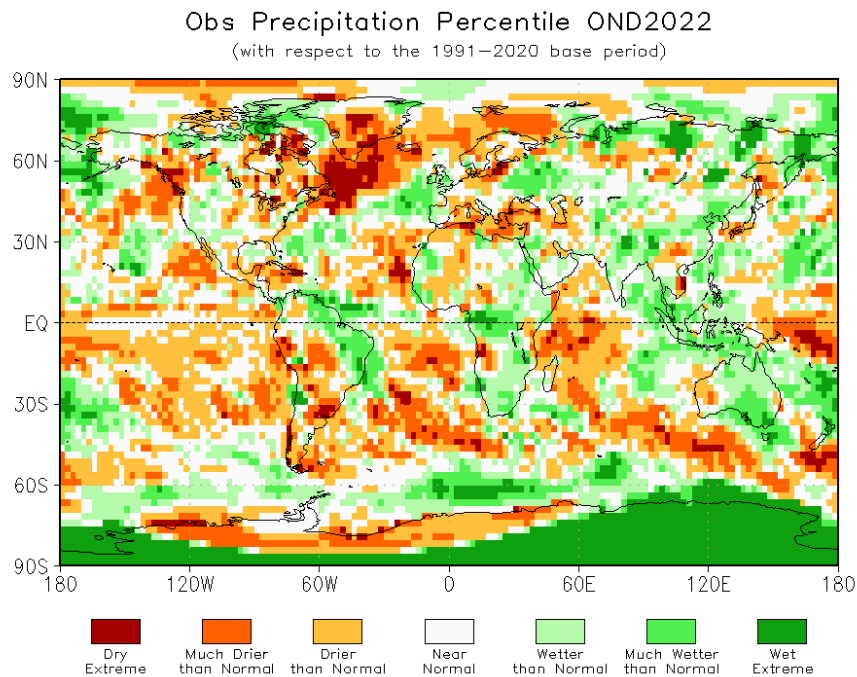 Obs Precipitation Percentile OND2022
(with respect to the 1991–2020 base period)
90N
60N
30N
EQ
30S
60S
90S
180 120W 60W 0 60E 120E 180
Dry Extreme
Much Drier than Normal
Drier than Normal
Near Normal
Wetter than Normal
Much Wetter than Normal
Wet Extreme